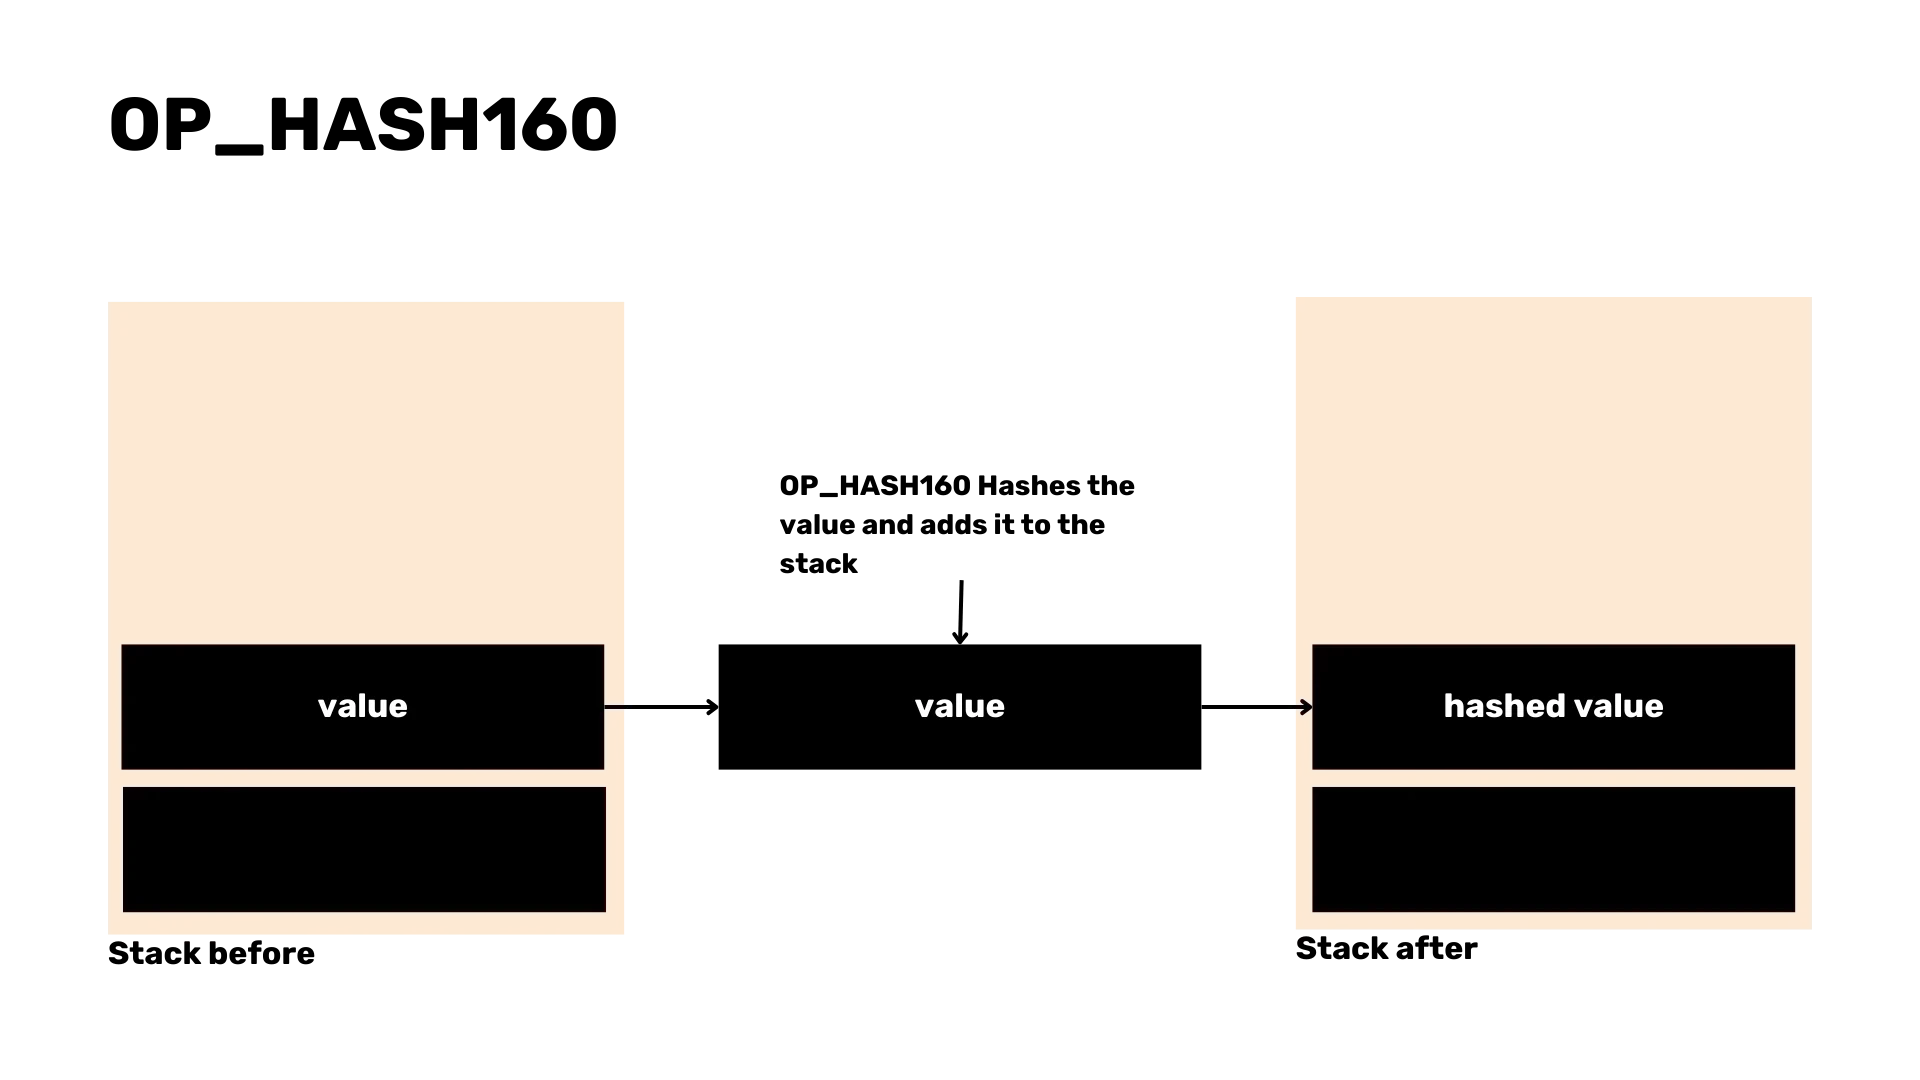 OP_HASH160
OP_HASH160 Hashes the
value and adds it to the
stack
value
value
hashed value
Stack before
Stack after